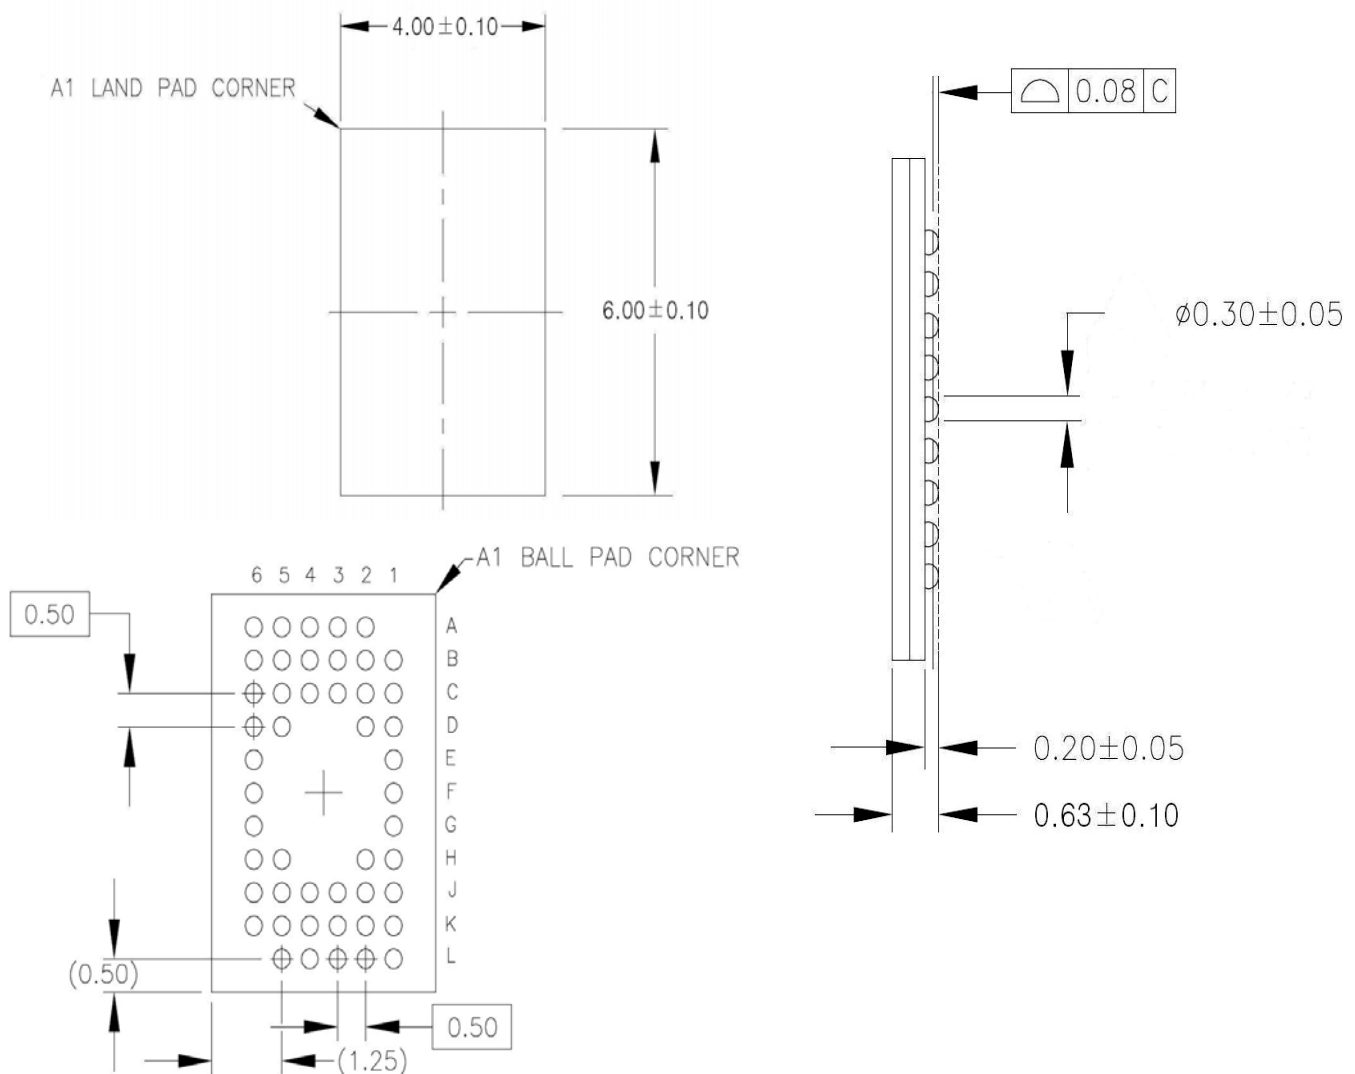 4.00±0.10
A1 LAND PAD CORNER
0.08 C
6.00±0.10
ø0.30±0.05
A1 BALL PAD CORNER
6 5 4 3 2 1
0.50
A
B
C
D
E
F
G
H
J
K
L
0.20±0.05
0.63±0.10
(0.50)
0.50
(1.25)